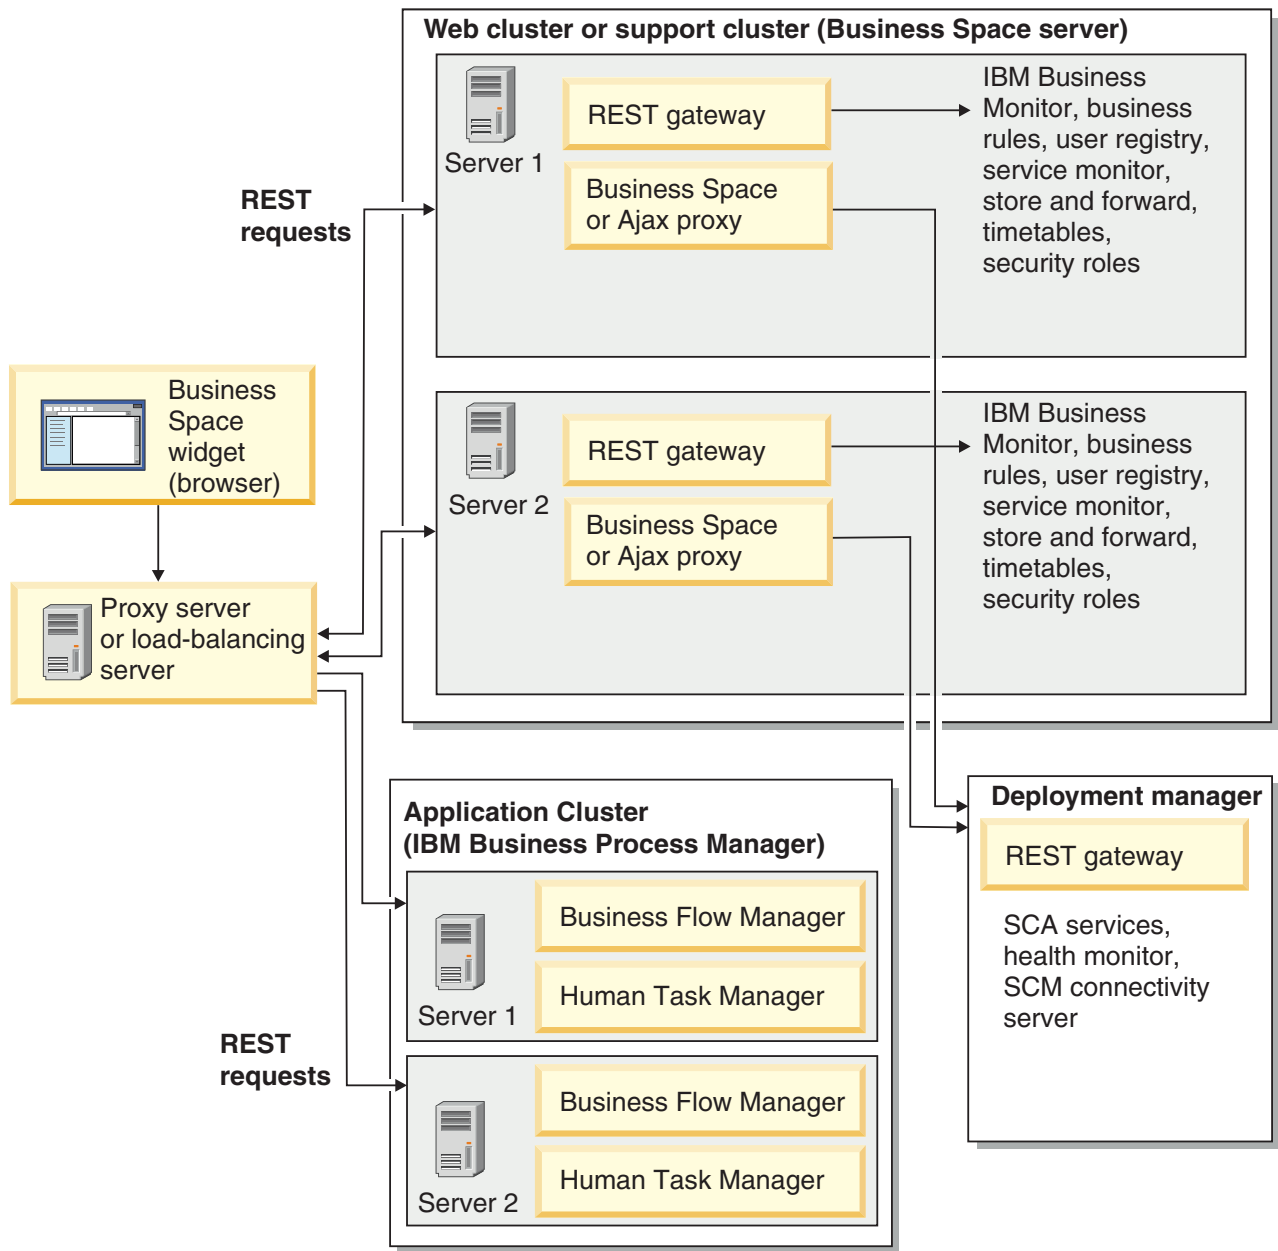 Web cluster or support cluster (Business Space server)
Server 1
REST gateway
Business Space
or Ajax proxy
IBM Business
Monitor, business
rules, user registry,
service monitor,
store and forward,
timetables,
security roles
REST
requests
Server 2
REST gateway
Business Space
or Ajax proxy
IBM Business
Monitor, business
rules, user registry,
service monitor,
store and forward,
timetables,
security roles
Business
Space
widget
(browser)
Proxy server
or load-balancing
server
Application Cluster
(IBM Business Process Manager)
Server 1
Business Flow Manager
Human Task Manager
REST
requests
Server 2
Business Flow Manager
Human Task Manager
Deployment manager
REST gateway
SCA services,
health monitor,
SCM connectivity
server